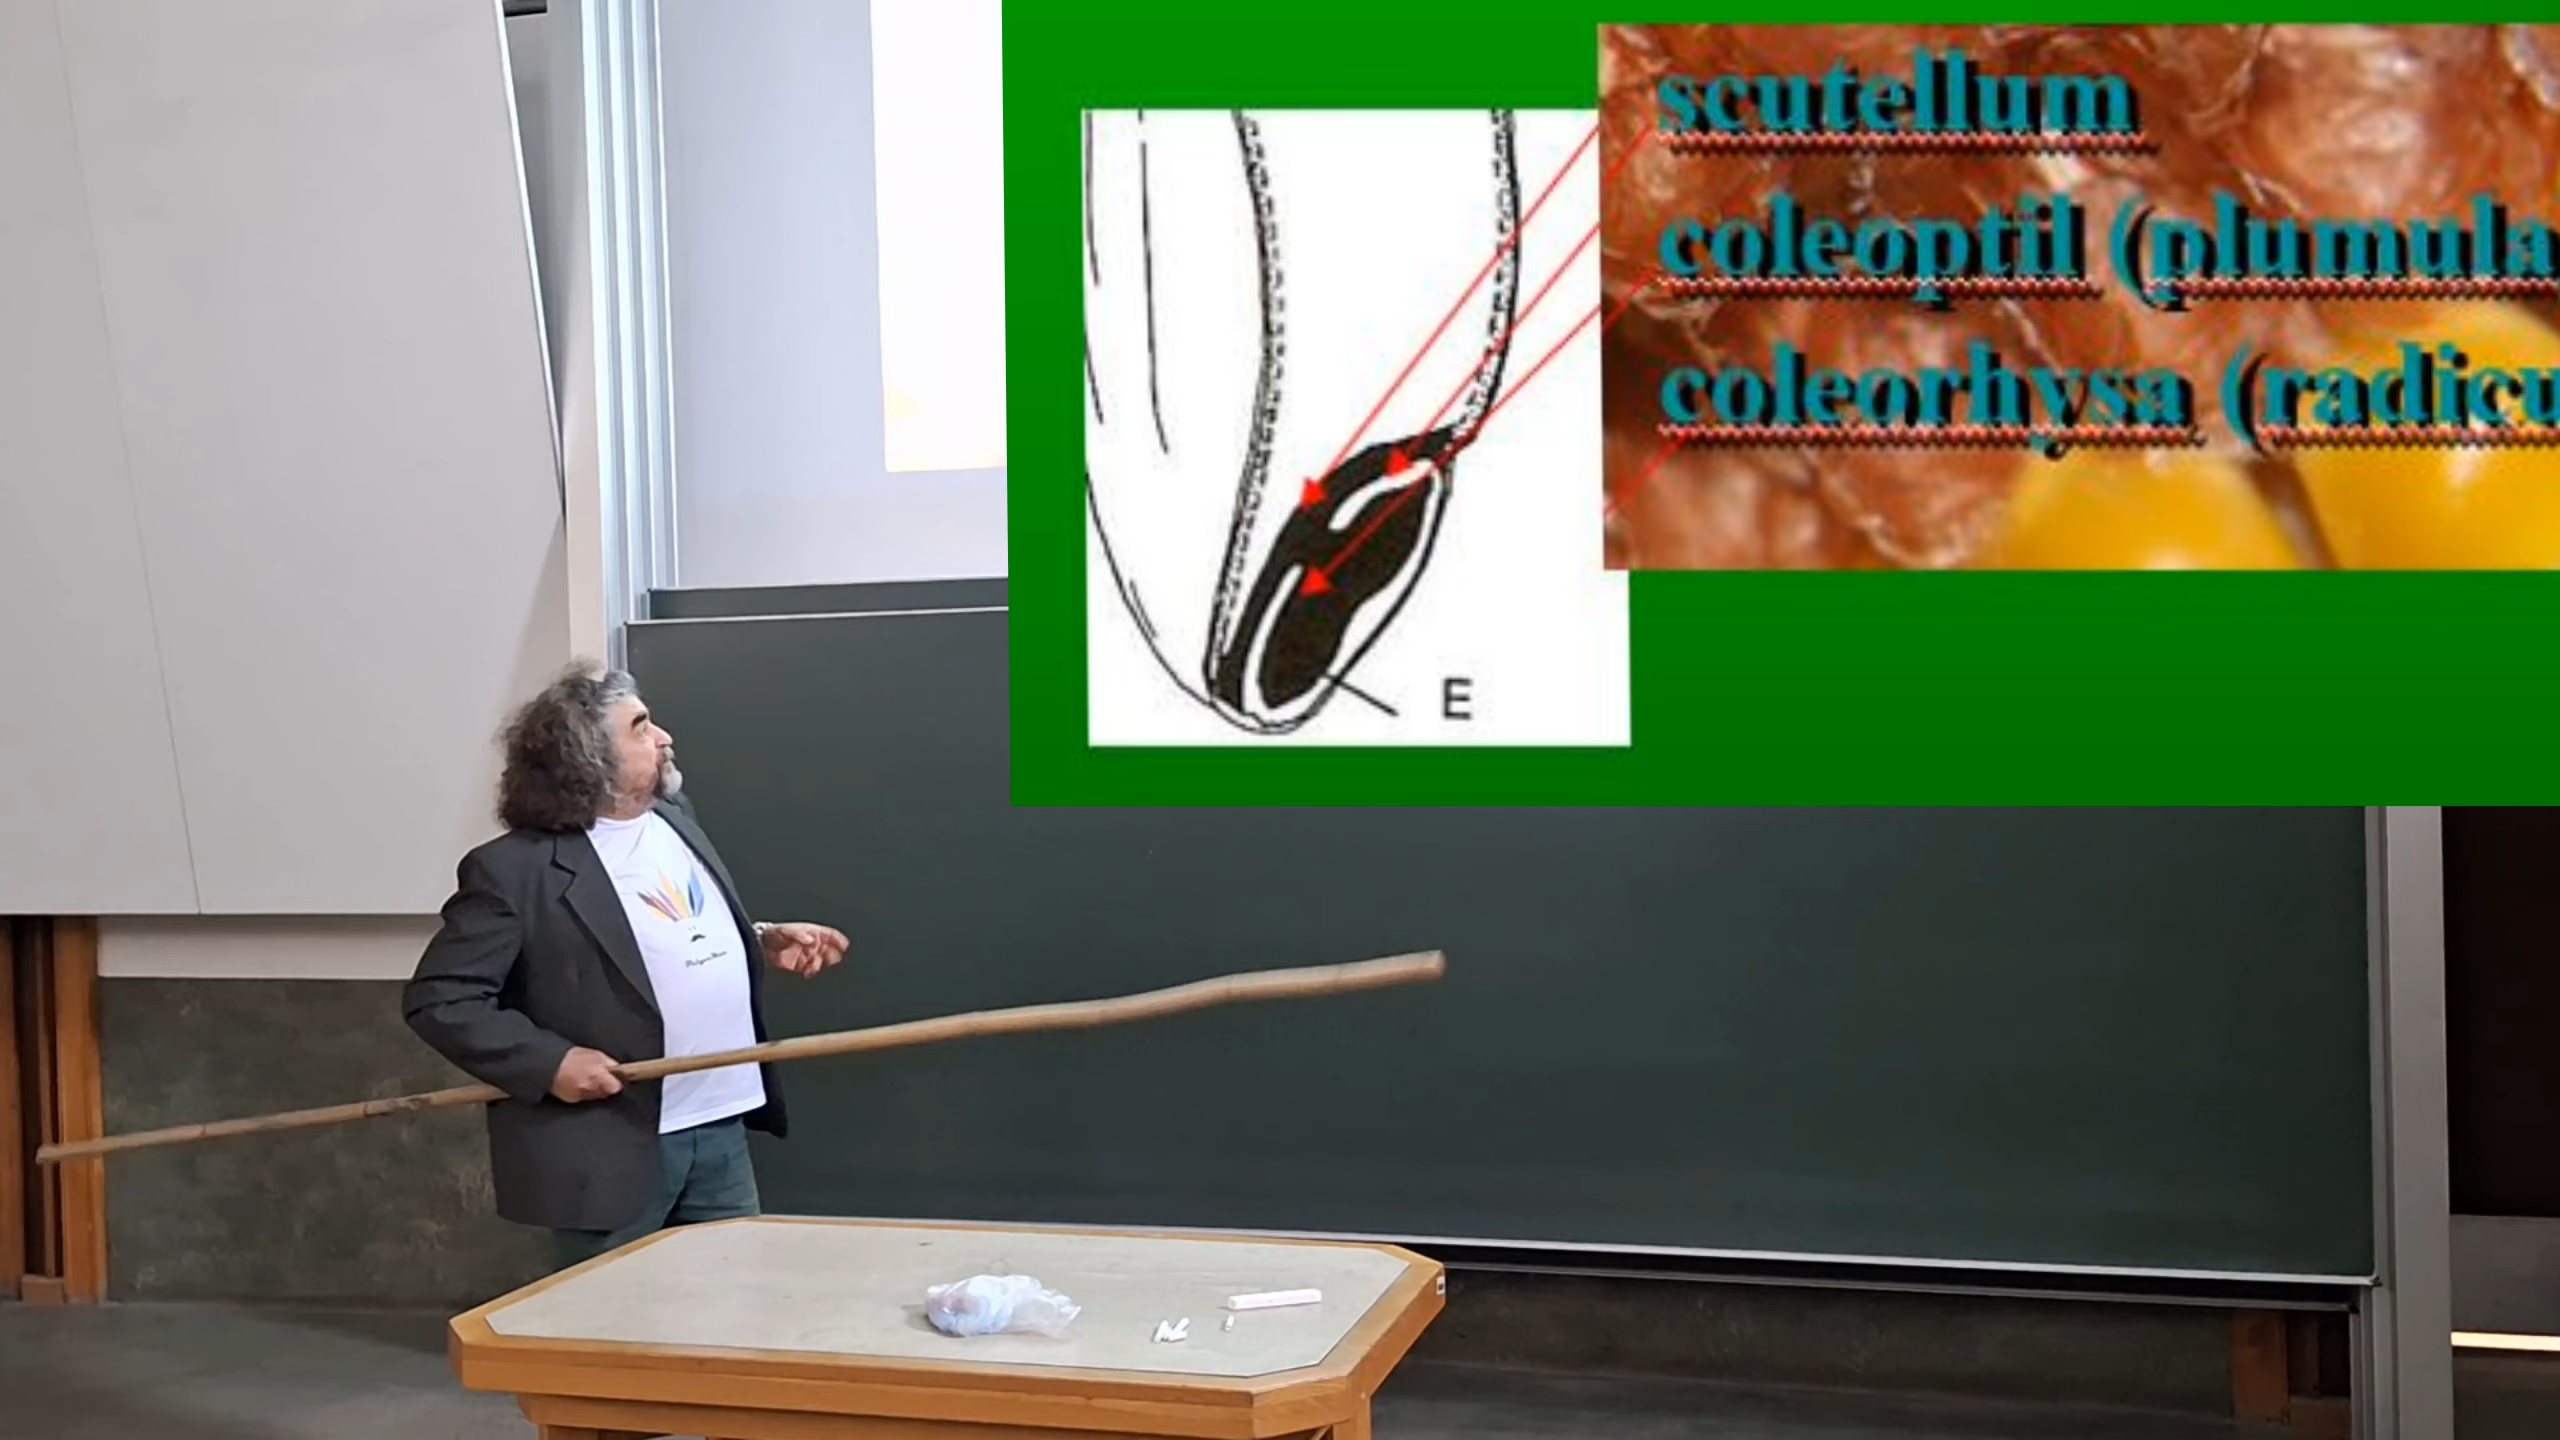 scutellum
coleoptil (plumula
coleorhysa (radicu
E